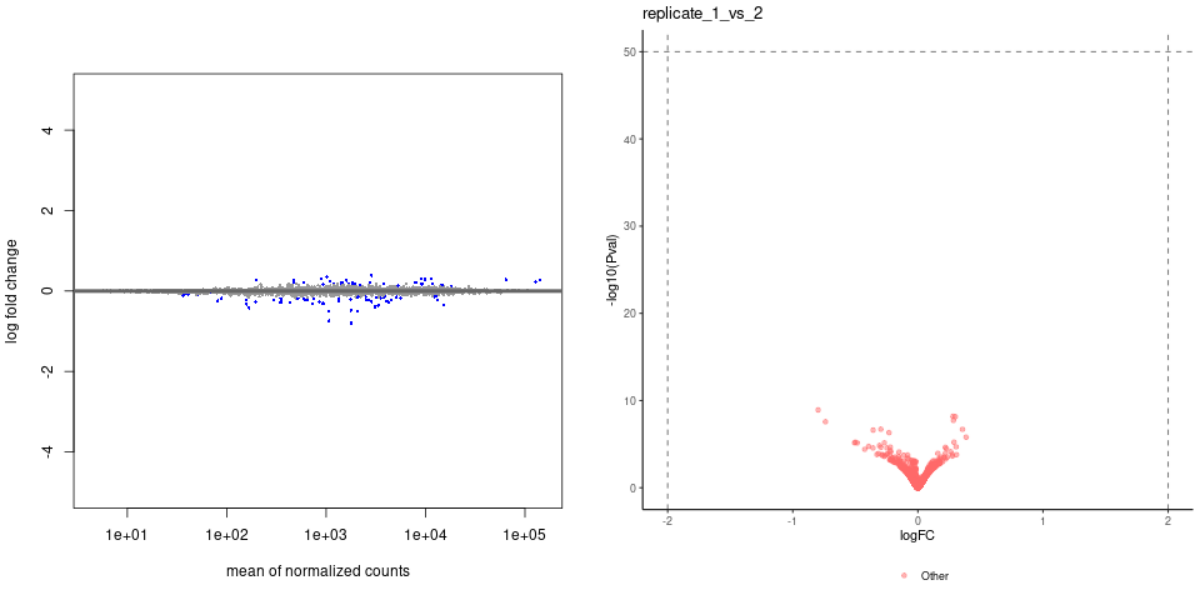 log fold change
4
2
0
-2
-4
1e+01 1e+02 1e+03 1e+04 1e+05
mean of normalized counts
replicate_1_vs_2
-log10(Pval)
50
40
30
20
10
0
-2 -1 0 1 2
logFC
Other